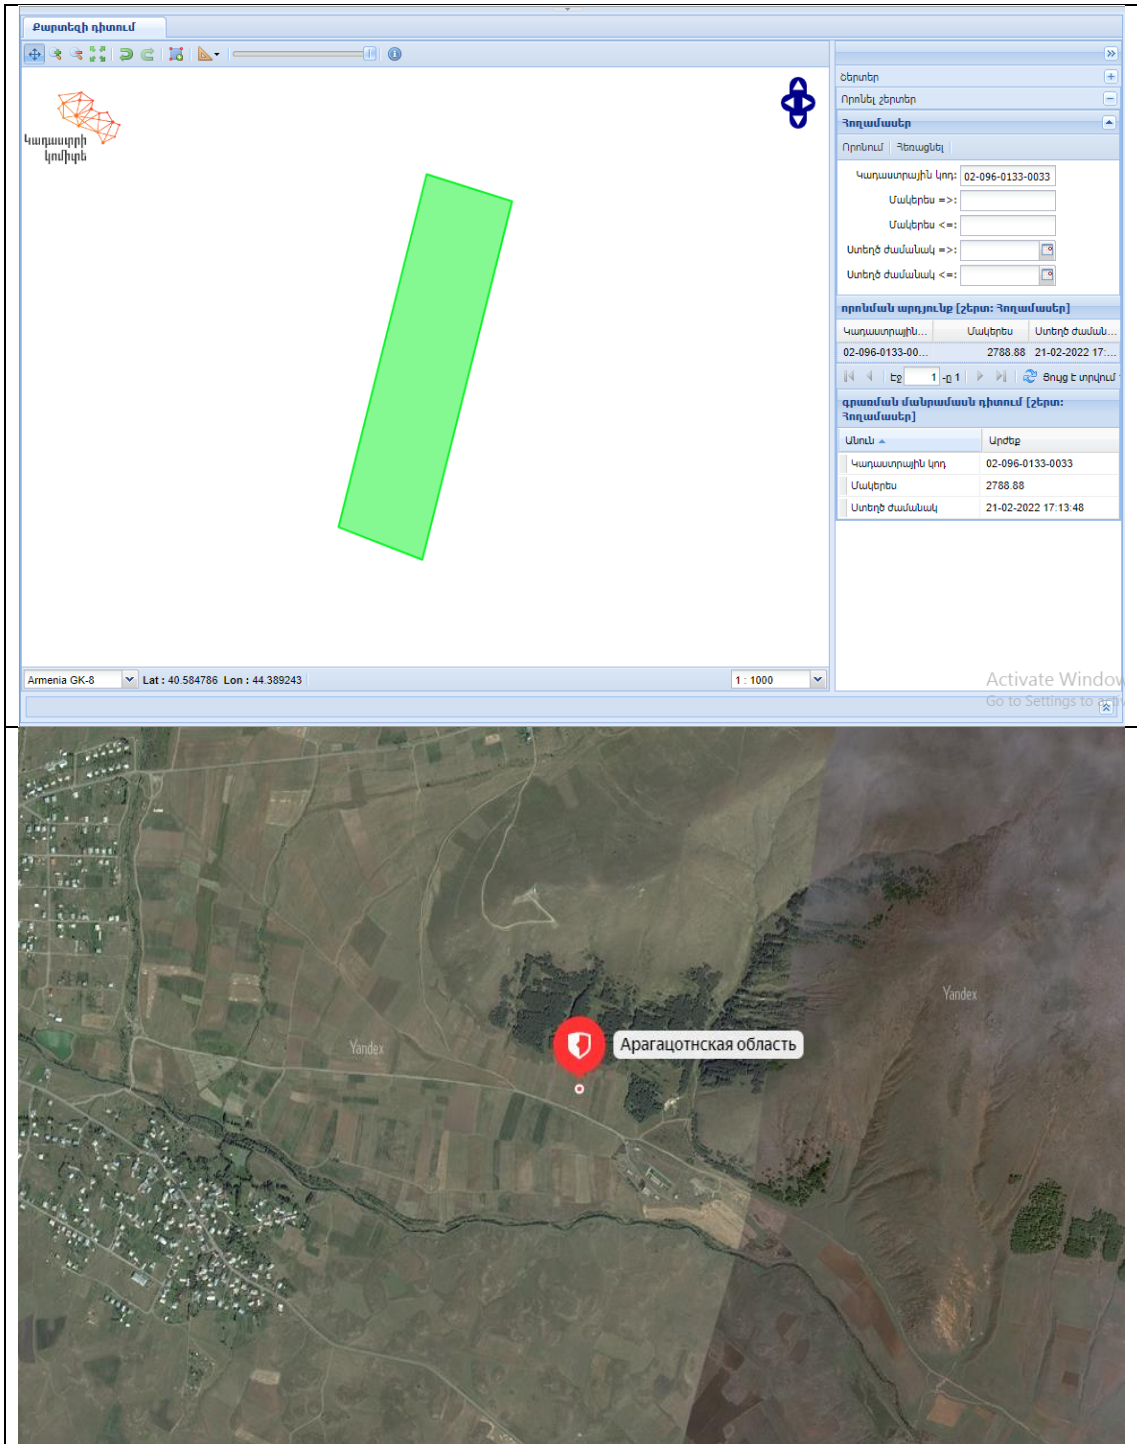 Քարտեզի դիտում
կադաստրի
կոմիտե
Շերտեր
Որոնել շերտեր
Հողամասեր
Որոնում Հեռացնել
Կադաստրային կոդ: 02-096-0133-0033
Մակերես =>:
Մակերես <=:
Ստեղծ ժամանակ =>:
Ստեղծ ժամանակ <=:
որոնման արդյունք [շերտ: Հողամասեր]
Կադաստրային... Մակերես Ստեղծ ժաման...
02-096-0133-00... 2788.88 21-02-2022 17:...
Էջ 1 -ը 1 Ցույց է տրվում
գրառման մանրամասն դիտում [շերտ:
Հողամասեր]
Անուն Արժեք
Կադաստրային կոդ 02-096-0133-0033
Մակերես 2788.88
Ստեղծ ժամանակ 21-02-2022 17:13:48
Armenia GK-8 Lat : 40.584786 Lon : 44.389243 1 : 1000
Activate Window
Go to Settings to activ
Yandex
Арагацотнская область
Yandex